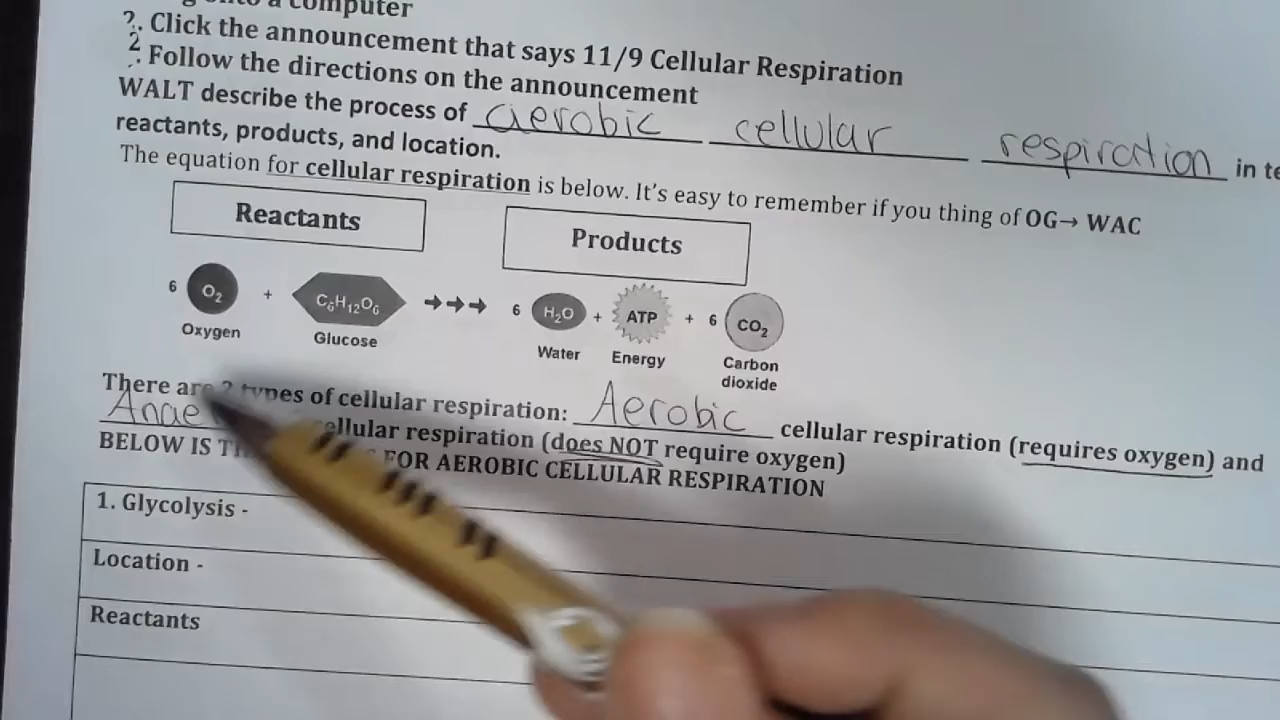 a computer
2. Click the announcement that says 11/9 Cellular Respiration
Follow the directions on the announcement
WALT describe the process of aerobic cellular respiration in
reactants, products, and location.
The equation for cellular respiration is below. It's easy to remember if you thing of OG→ WAC
Reactants
Products
6 O2 + C6H12O6 →→→ 6 H2O + ATP + 6 CO2
Oxygen Glucose Water Energy Carbon dioxide
There are 2 types of cellular respiration: Aerobic cellular respiration (requires oxygen) and
cellular respiration (does NOT require oxygen)
BELOW IS FOR AEROBIC CELLULAR RESPIRATION
1. Glycolysis -
Location -
Reactants